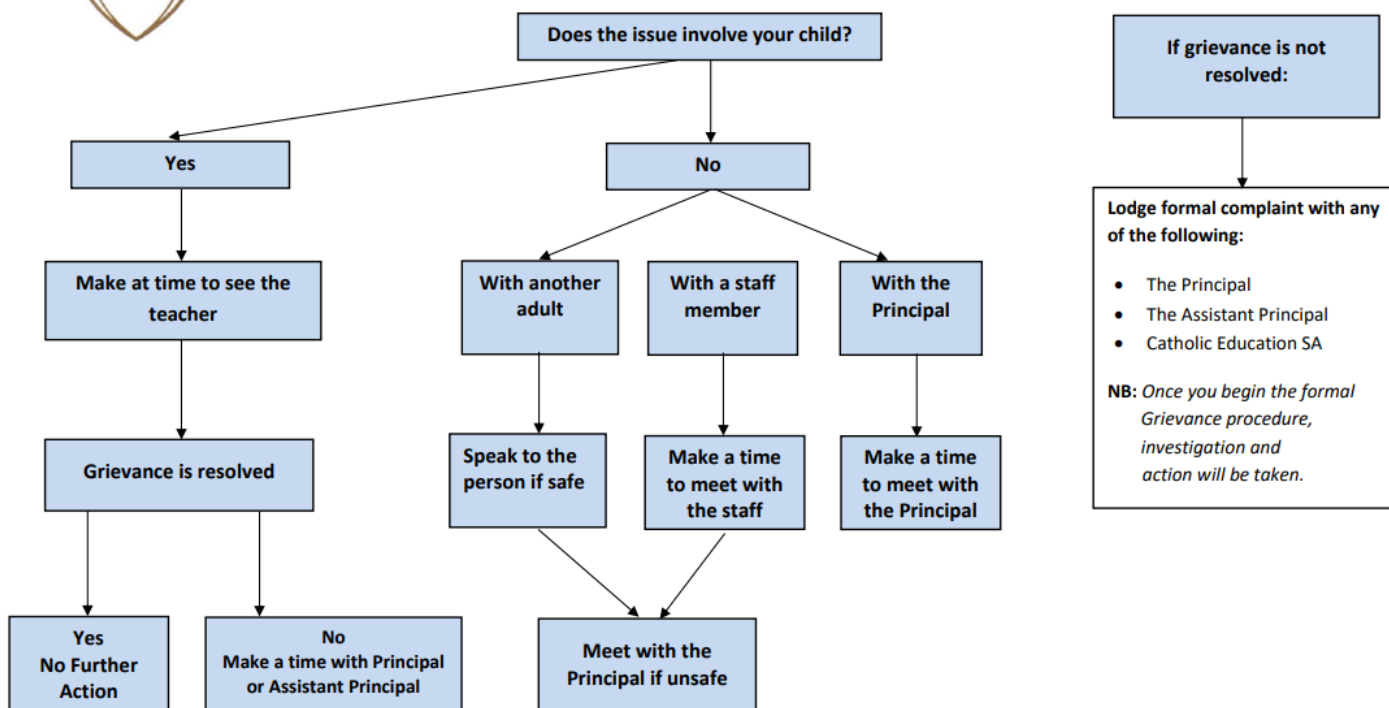 Does the issue involve your child?
If grievance is not
resolved:
Yes
No
Make at time to see the
teacher
With another
adult
With a staff
member
With the
Principal
Lodge formal complaint with any
of the following:
• The Principal
• The Assistant Principal
• Catholic Education SA
NB: Once you begin the formal
Grievance procedure,
investigation and
action will be taken.
Grievance is resolved
Speak to the
person if safe
Make a time
to meet with
the staff
Make a time
to meet with
the Principal
Yes
No Further
Action
No
Make a time with Principal
or Assistant Principal
Meet with the
Principal if unsafe